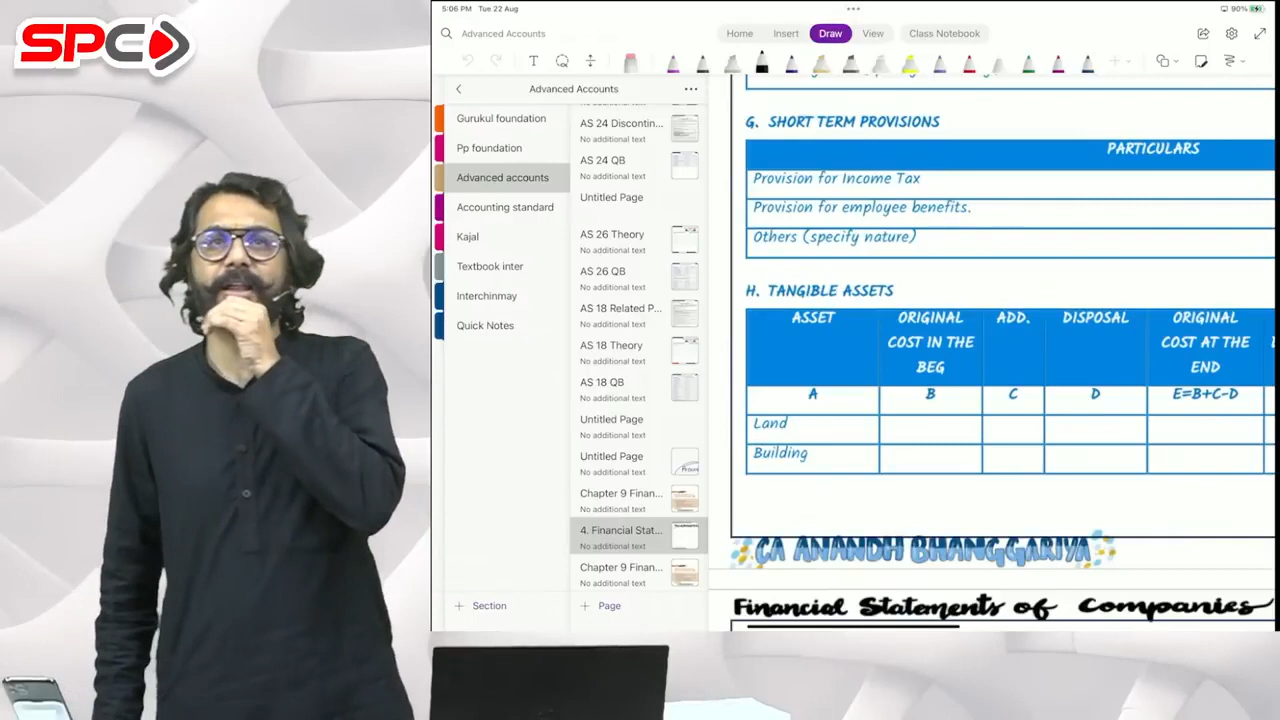 SPC
5:06 PM Tue 22 Aug
90%
Advanced Accounts
Home Insert Draw View Class Notebook
T
Advanced Accounts
Gurukul foundation
Pp foundation
Advanced accounts
Accounting standard
Kajal
Textbook inter
Interchinmay
Quick Notes
+ Section
AS 24 Discontin...
No additional text
AS 24 QB
No additional text
Untitled Page
AS 26 Theory
No additional text
AS 26 QB
No additional text
AS 18 Related P...
No additional text
AS 18 Theory
No additional text
AS 18 QB
No additional text
Untitled Page
No additional text
Untitled Page
No additional text
Chapter 9 Finan...
No additional text
4. Financial Stat...
No additional text
Chapter 9 Finan...
No additional text
+ Page
G. SHORT TERM PROVISIONS
PARTICULARS
Provision for Income Tax
Provision for employee benefits.
Others (specify nature)
H. TANGIBLE ASSETS
ASSET ORIGINAL COST IN THE BEG ADD. DISPOSAL ORIGINAL COST AT THE END
A B C D E=B+C-D
Land
Building
CA ANANDH BHANGGARIYA
Financial Statements of Companies